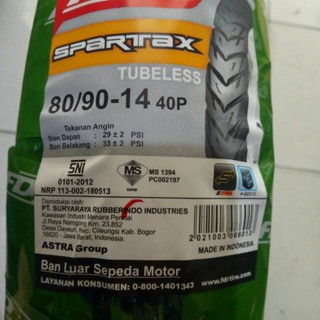 SPARTAX
TUBELESS
80/90-14 40P
Tekanan Angin
Ban Depan : 29 ± 2 PSI
Ban Belakang : 33 ± 2 PSI
SNI
0101-2012
NRP 113-002-180513
MS
MS 1394
PC002197
Diproduksi oleh :
PT. SURYARAYA RUBBERINDO INDUSTRIES
Kawasan Industri Menara Permai
Jl.Raya Narogong Km. 23,852
Desa Dayeuh, Kec. Cileungsi Kab. Bogor
16820 - Jawa Barat, Indonesia.
ASTRA Group
MADE IN INDONESIA
Ban Luar Sepeda Motor
LAYANAN KONSUMEN: 0-800-1401343
http://www.fdrtire.com